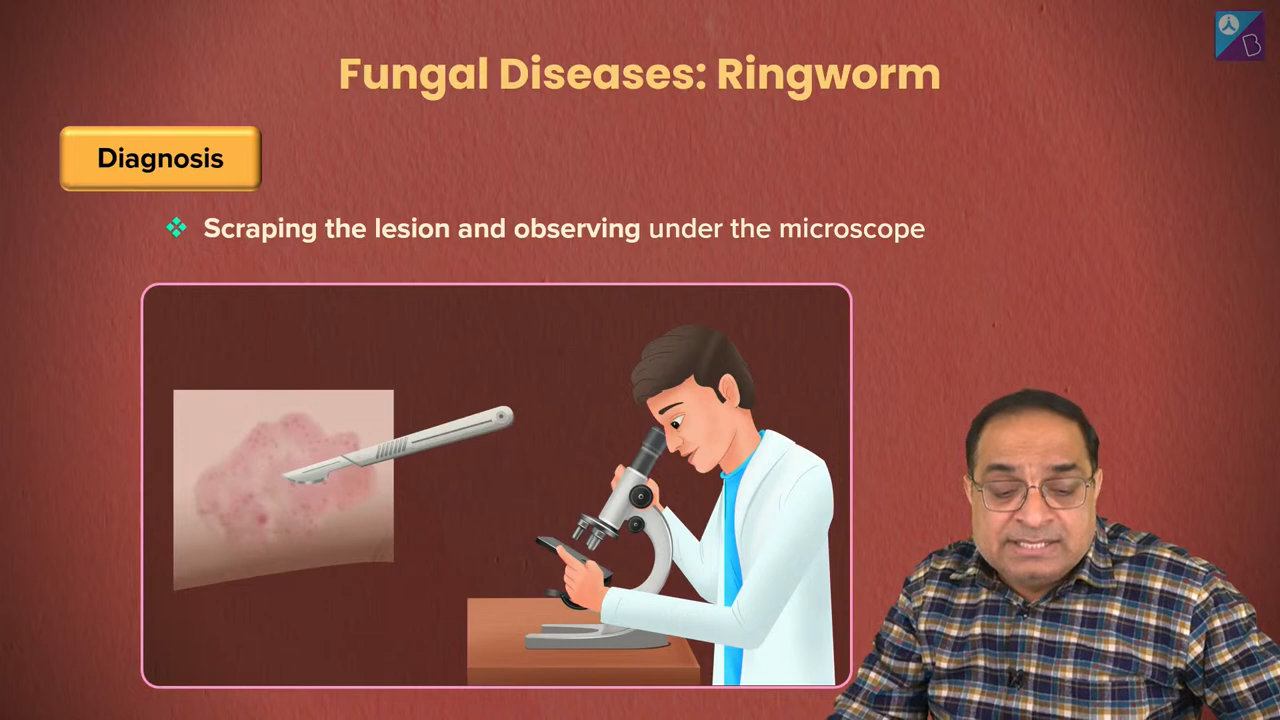 Fungal Diseases: Ringworm
Diagnosis
Scraping the lesion and observing under the microscope